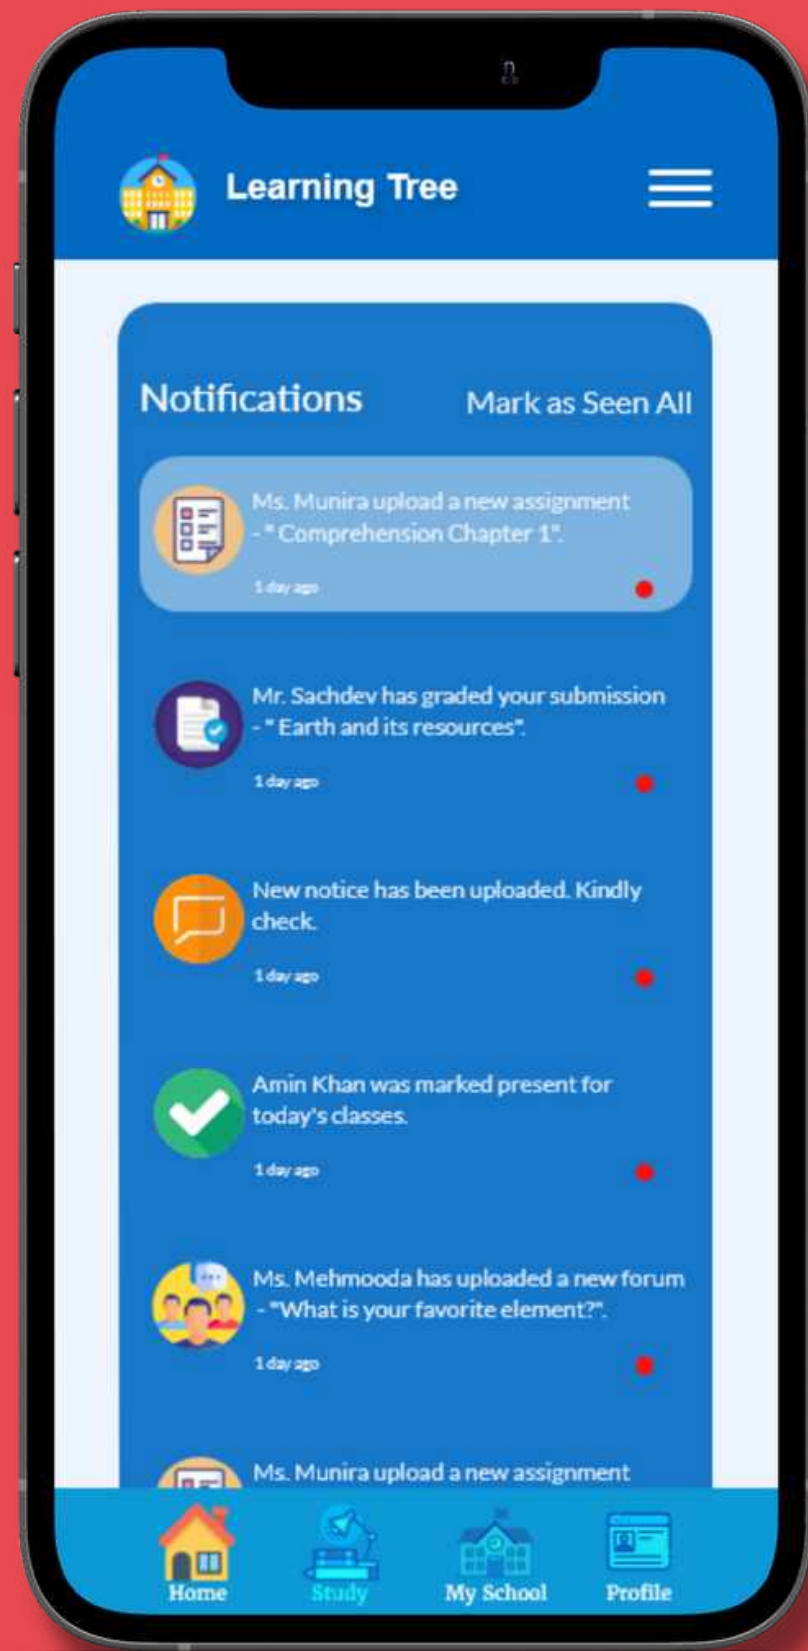 Learning Tree
Notifications
Mark as Seen All
Ms. Munira upload a new assignment
- " Comprehension Chapter 1".
1 day ago
Mr. Sachdev has graded your submission
- " Earth and its resources".
1 day ago
New notice has been uploaded. Kindly
check.
1 day ago
Amin Khan was marked present for
today's classes.
1 day ago
Ms. Mehmooda has uploaded a new forum
- "What is your favorite element?".
1 day ago
Ms. Munira upload a new assignment
Home
Study
My School
Profile